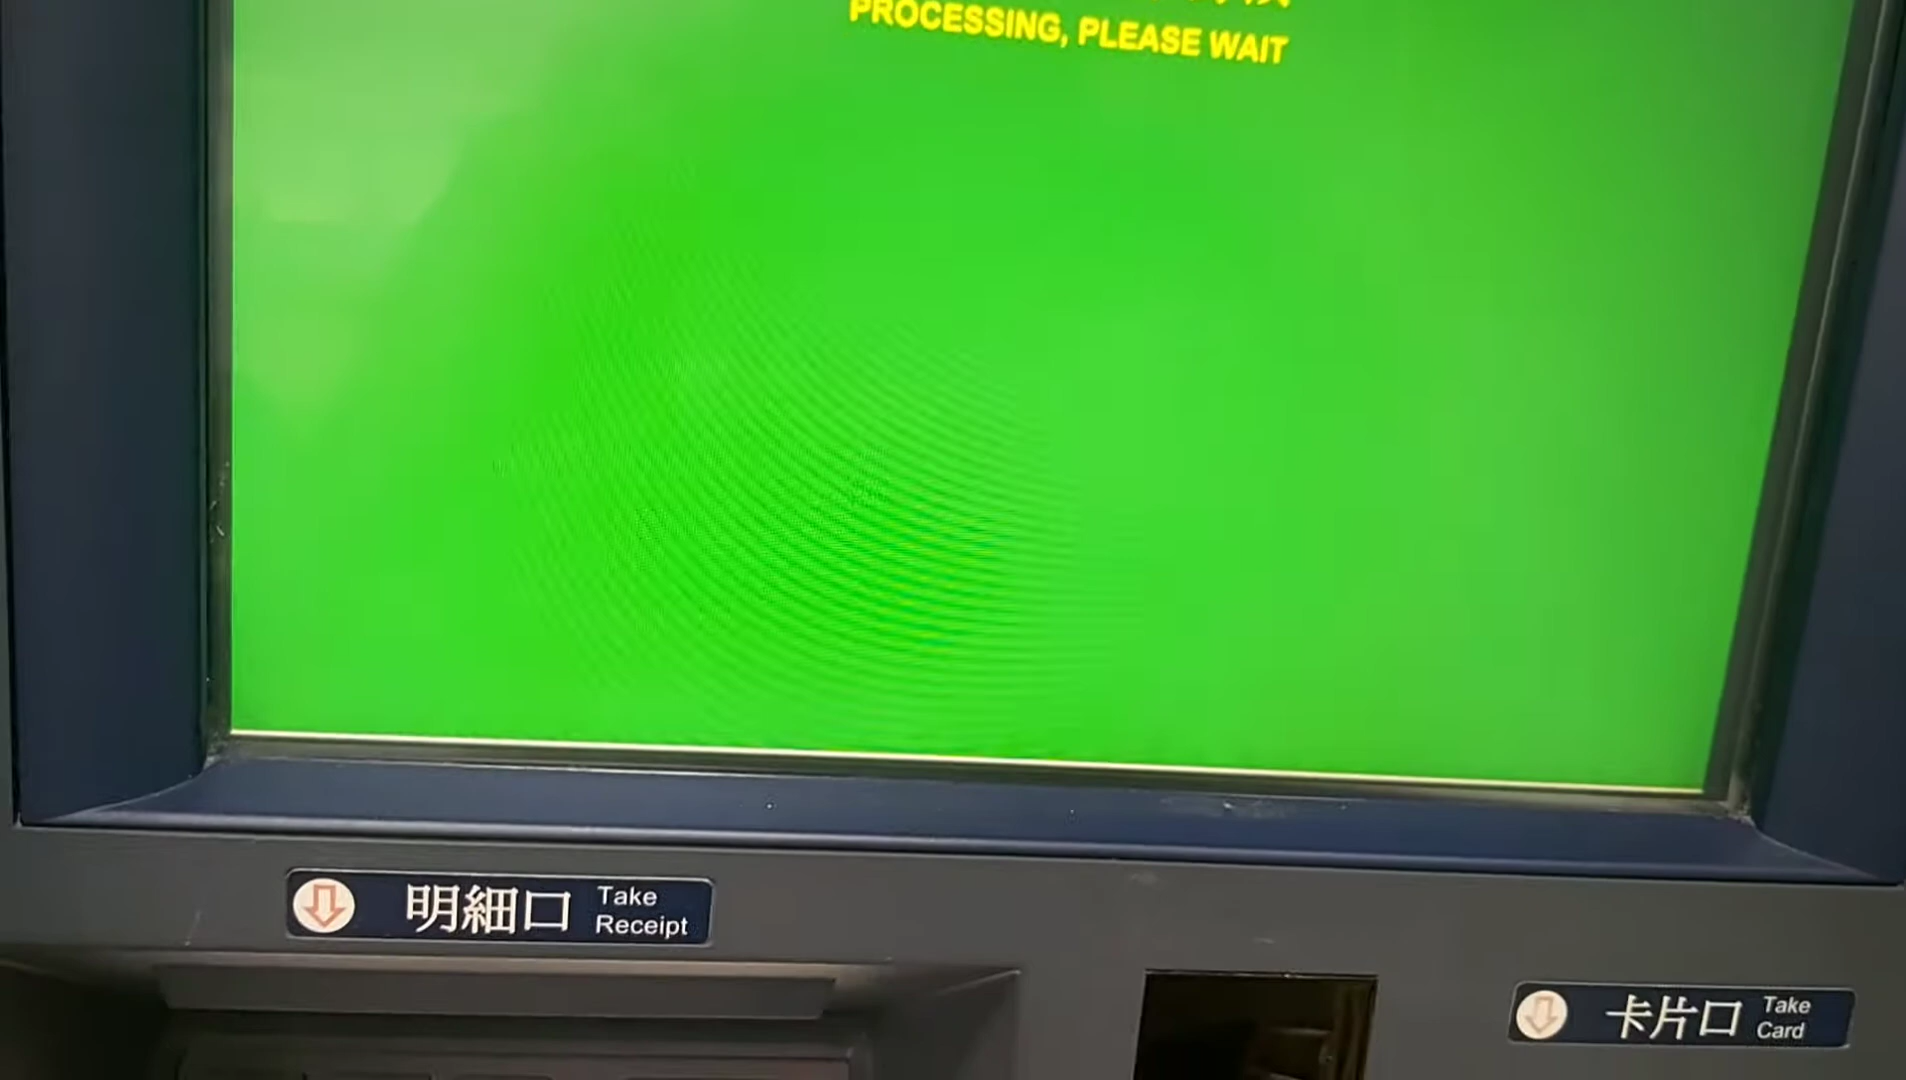 PROCESSING, PLEASE WAIT
明細口
Take
Receipt
卡片口
Take
Card